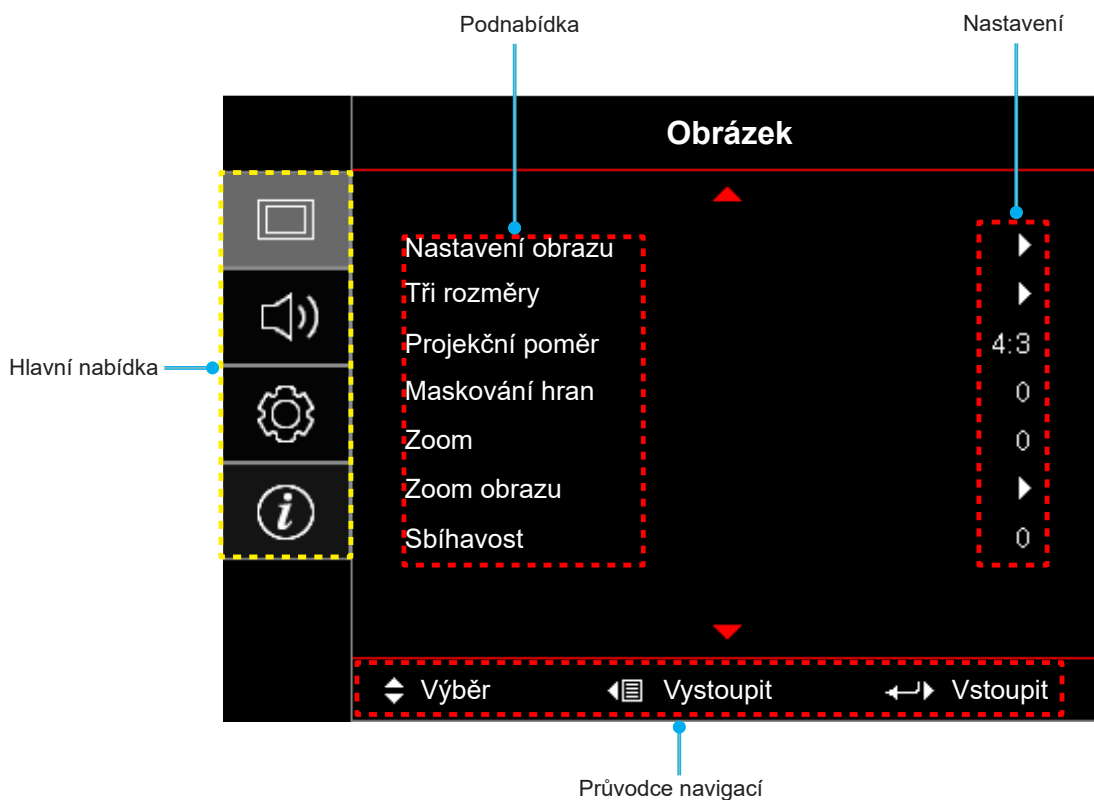 Podnabídka
Nastavení
Obrázek
Nastavení obrazu
Tři rozměry
Projekční poměr 4:3
Maskování hran 0
Hlavní nabídka
Zoom 0
Zoom obrazu
Sbíhavost 0
Výběr Vystoupit Vstoupit
Průvodce navigací